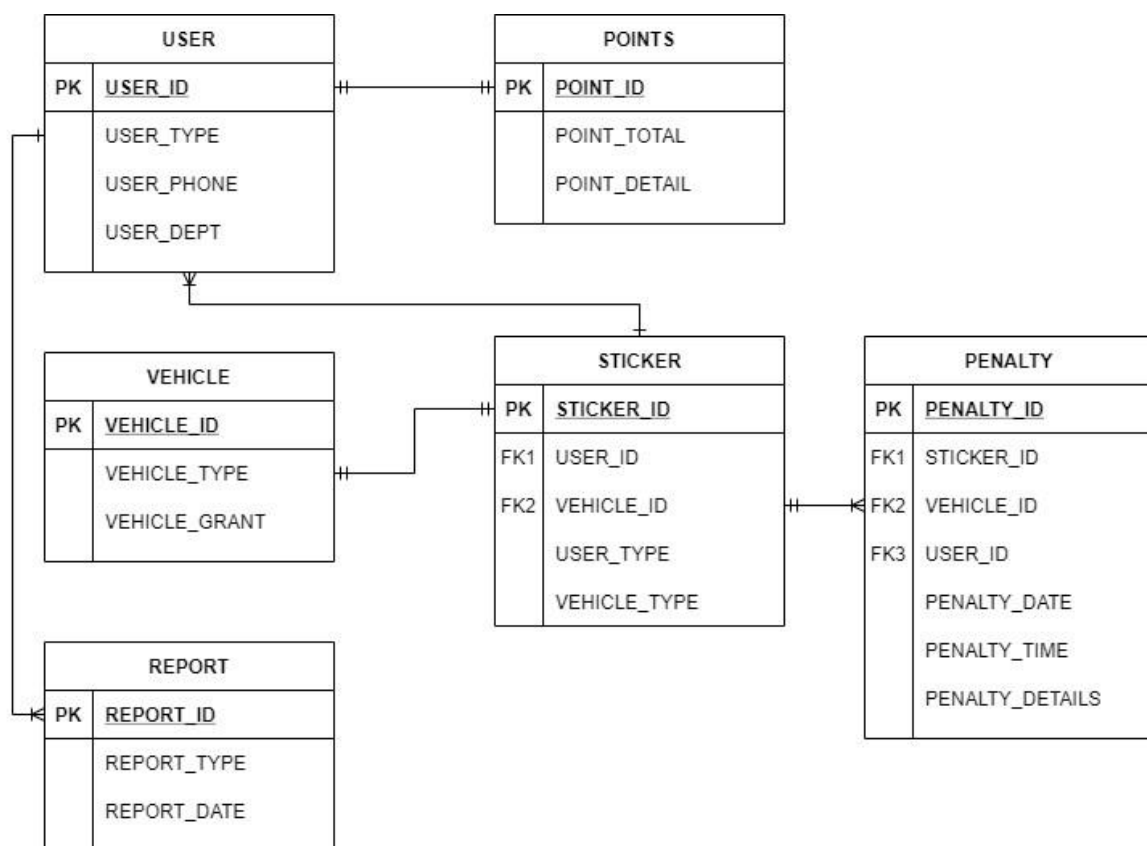 USER
PK USER_ID
USER_TYPE
USER_PHONE
USER_DEPT
POINTS
PK POINT_ID
POINT_TOTAL
POINT_DETAIL
VEHICLE
PK VEHICLE_ID
VEHICLE_TYPE
VEHICLE_GRANT
STICKER
PK STICKER_ID
FK1 USER_ID
FK2 VEHICLE_ID
USER_TYPE
VEHICLE_TYPE
PENALTY
PK PENALTY_ID
FK1 STICKER_ID
FK2 VEHICLE_ID
FK3 USER_ID
PENALTY_DATE
PENALTY_TIME
PENALTY_DETAILS
REPORT
PK REPORT_ID
REPORT_TYPE
REPORT_DATE